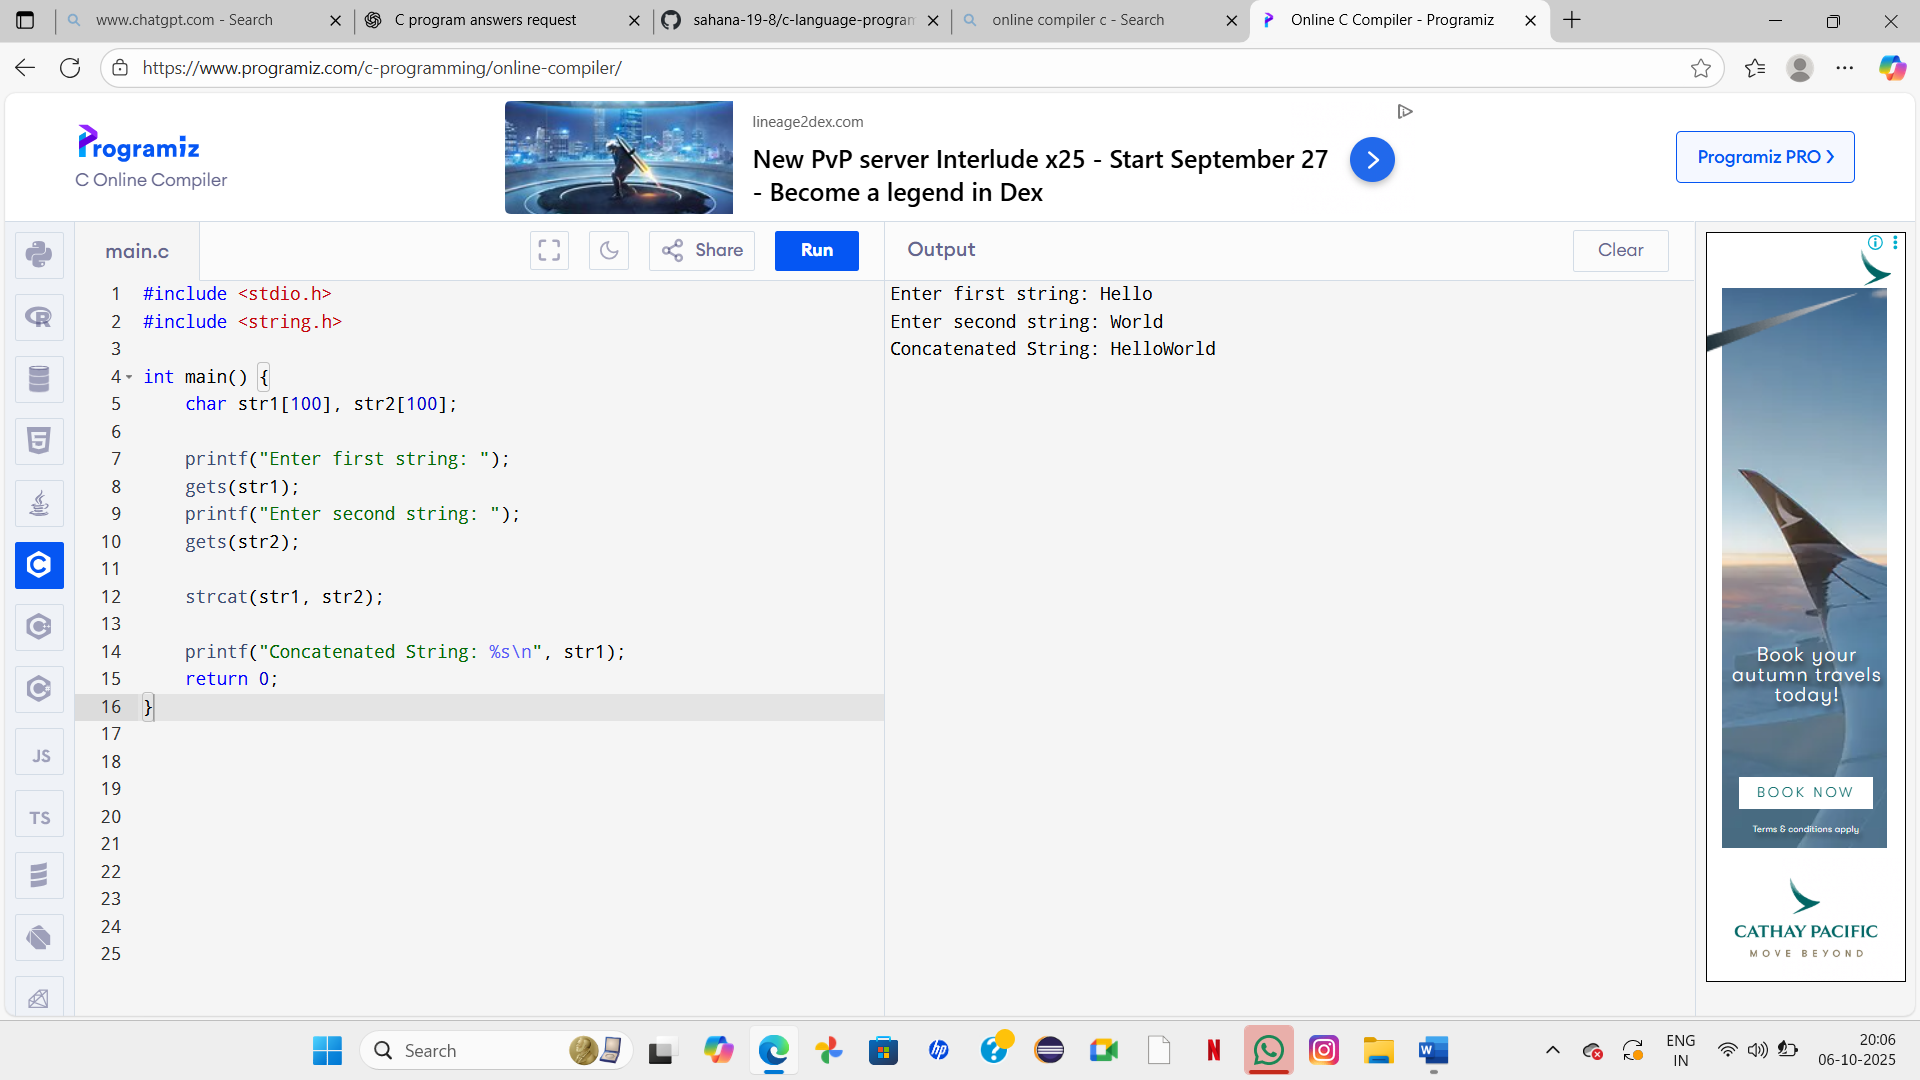 www.chatgpt.com - Search
C program answers request
sahana-19-8/c-language-program
online compiler c - Search
Online C Compiler - Programiz
https://www.programiz.com/c-programming/online-compiler/
Programiz
C Online Compiler
lineage2dex.com
New PvP server Interlude x25 - Start September 27
- Become a legend in Dex
Programiz PRO
main.c
Share
Run
Output
Clear
1 #include <stdio.h>
2 #include <string.h>
3
4 int main() {
5 char str1[100], str2[100];
6
7 printf("Enter first string: ");
8 gets(str1);
9 printf("Enter second string: ");
10 gets(str2);
11
12 strcat(str1, str2);
13
14 printf("Concatenated String: %s\n", str1);
15 return 0;
16 }
17
18
19
20
21
22
23
24
25
Enter first string: Hello
Enter second string: World
Concatenated String: HelloWorld
JS
TS
Book your
autumn travels
today!
BOOK NOW
Terms & conditions apply
CATHAY PACIFIC
MOVE BEYOND
Search
ENG
IN
20:06
06-10-2025